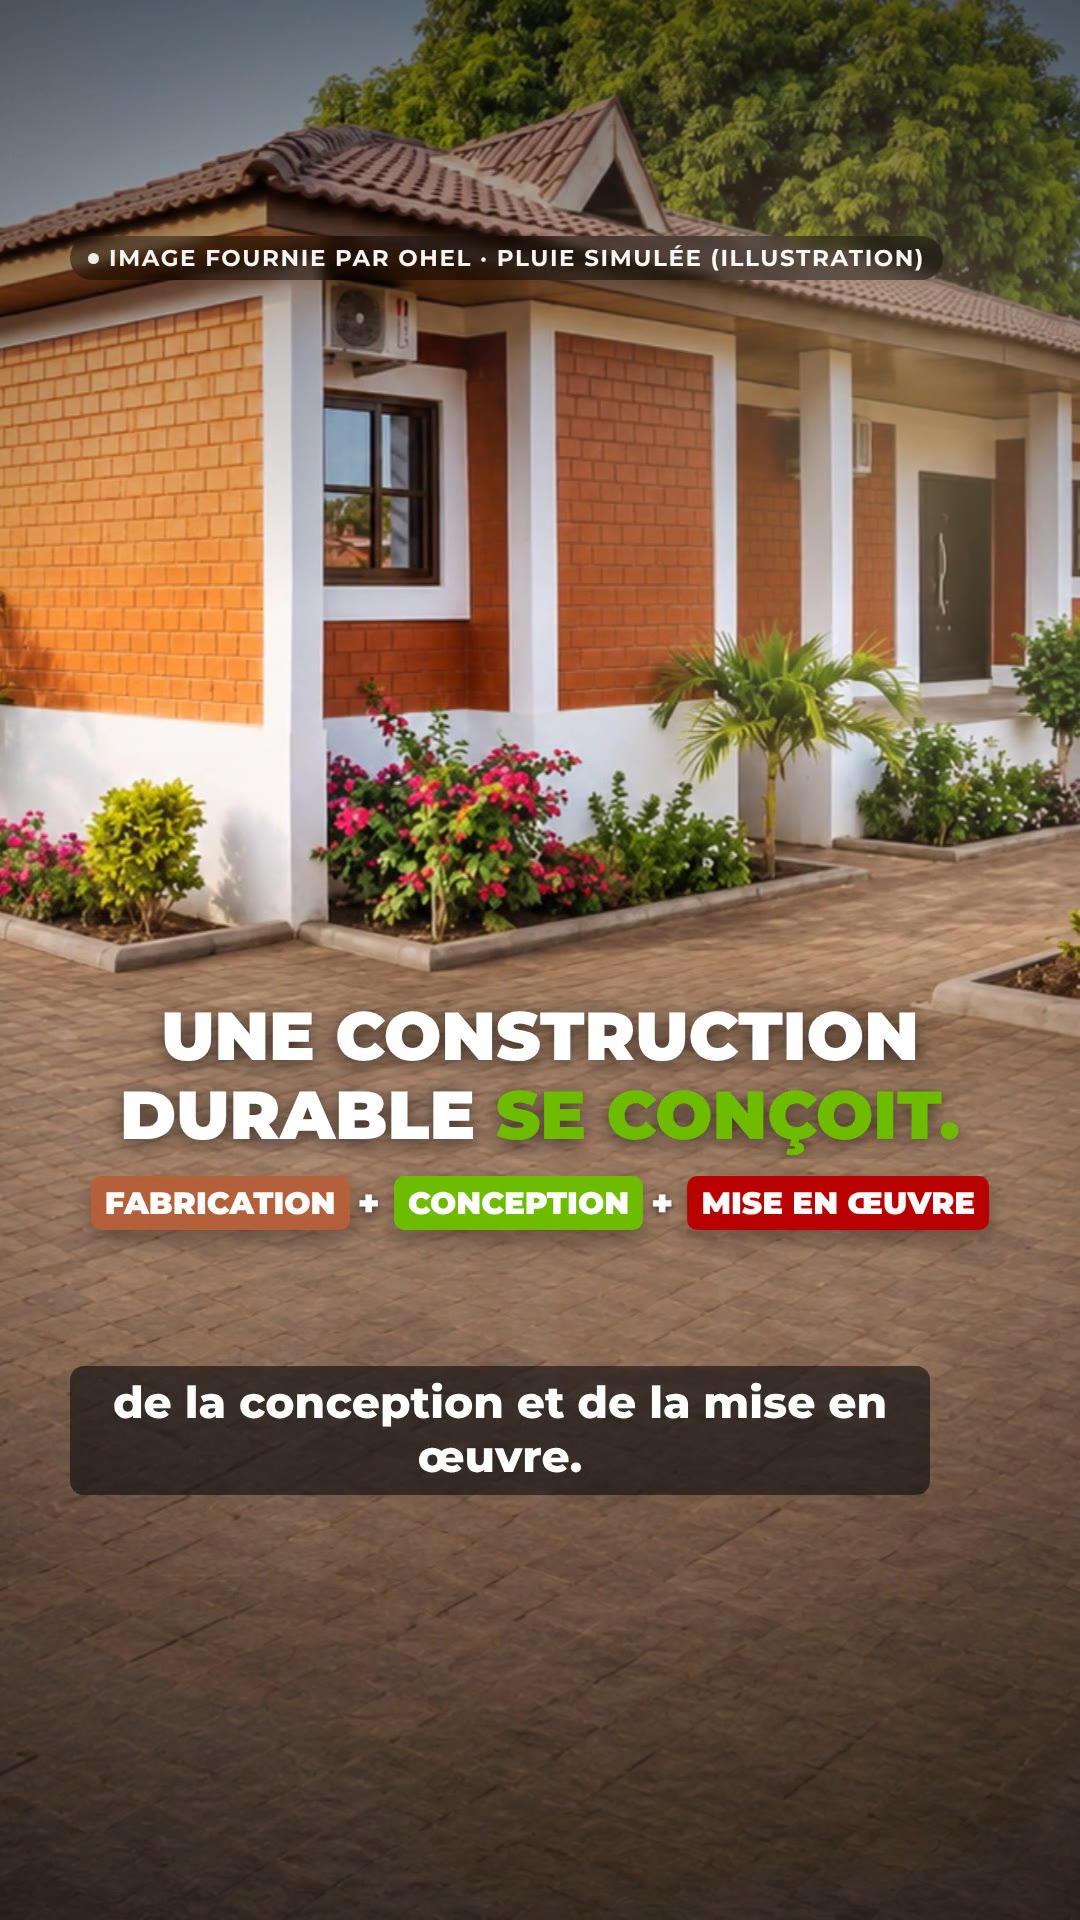 IMAGE FOURNIE PAR OHEL · PLUIE SIMULÉE (ILLUSTRATION)
UNE CONSTRUCTION
DURABLE SE CONÇOIT.
FABRICATION + CONCEPTION + MISE EN ŒUVRE
de la conception et de la mise en
œuvre.